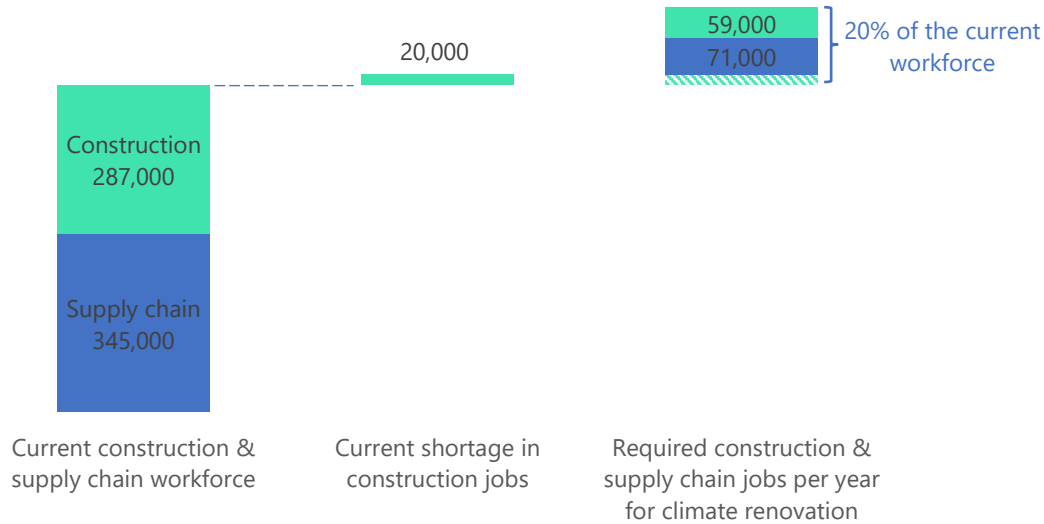 59,000
20% of the current
workforce
20,000
71,000
Construction
287,000
Supply chain
345,000
Current construction &
supply chain workforce
Current shortage in
construction jobs
Required construction &
supply chain jobs per year
for climate renovation